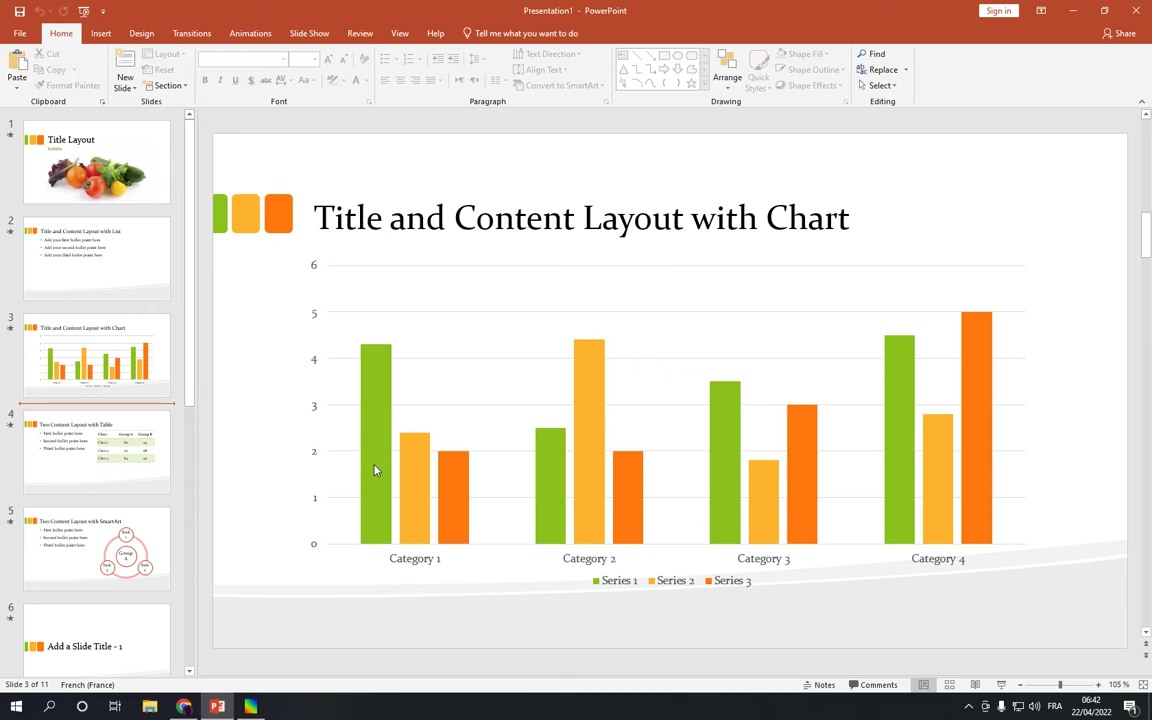 Presentation1 - PowerPoint
Sign in
File Home Insert Design Transitions Animations Slide Show Review View Help Tell me what you want to do Share
Paste
Cut
Copy
Format Painter
Clipboard
New Slide
Layout
Reset
Section
Slides
Font
Text Direction
Align Text
Convert to SmartArt
Paragraph
Arrange
Quick Styles
Shape Fill
Shape Outline
Shape Effects
Drawing
Find
Replace
Select
Editing
1
Title Layout
2
Title and Content Layout with List
Add your first bullet point here
Add your second bullet point here
Add your third bullet point here
3
Title and Content Layout with Chart
4
Two Content Layout with Table
First bullet point here
Second bullet point here
Third bullet point here
Class Group A Group B
Class 1
Class 2
Class 3
5
Two Content Layout with SmartArt
First bullet point here
Second bullet point here
Third bullet point here
Group A
6
Add a Slide Title - 1
Title and Content Layout with Chart
6
5
4
3
2
1
0
Category 1 Category 2 Category 3 Category 4
Series 1 Series 2 Series 3
Slide 3 of 11 French (France) Notes Comments 105 %
FRA
06:42
22/04/2022